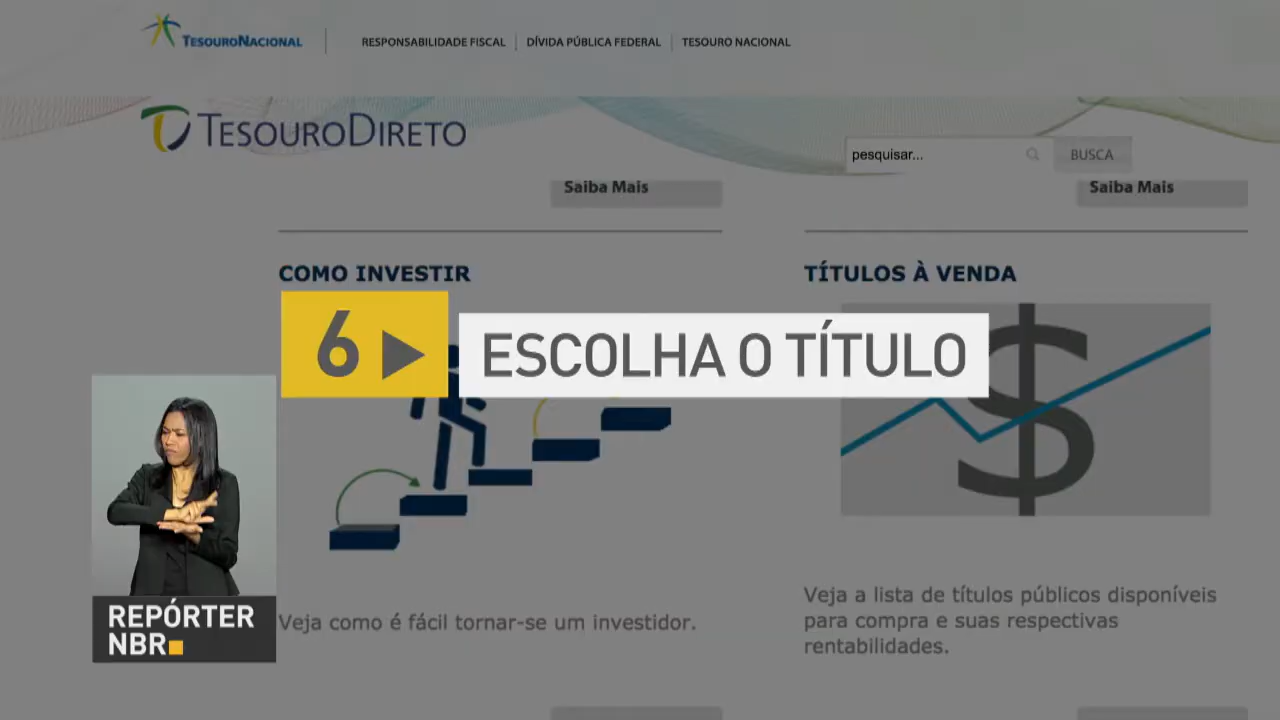 TESOURONACIONAL
RESPONSABILIDADE FISCAL
DÍVIDA PÚBLICA FEDERAL
TESOURO NACIONAL
TESOURODIRETO
pesquisar...
BUSCA
Saiba Mais
Saiba Mais
COMO INVESTIR
TÍTULOS À VENDA
6
ESCOLHA O TÍTULO
Veja como é fácil tornar-se um investidor.
Veja a lista de títulos públicos disponíveis
para compra e suas respectivas
rentabilidades.
REPÓRTER
NBR